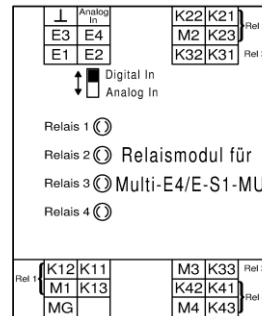 ⊥ Analog In K22 K21
E3 E4 M2 K23 Rel
E1 E2 K32 K31 Rel
Digital In
Analog In
Relais 1
Relais 2 Relaismodul für
Relais 3 Multi-E4/E-S1-MU
Relais 4
Rel 1 K12 K11 M3 K33 Rel
M1 K13 K42 K41 Rel
MG M4 K43